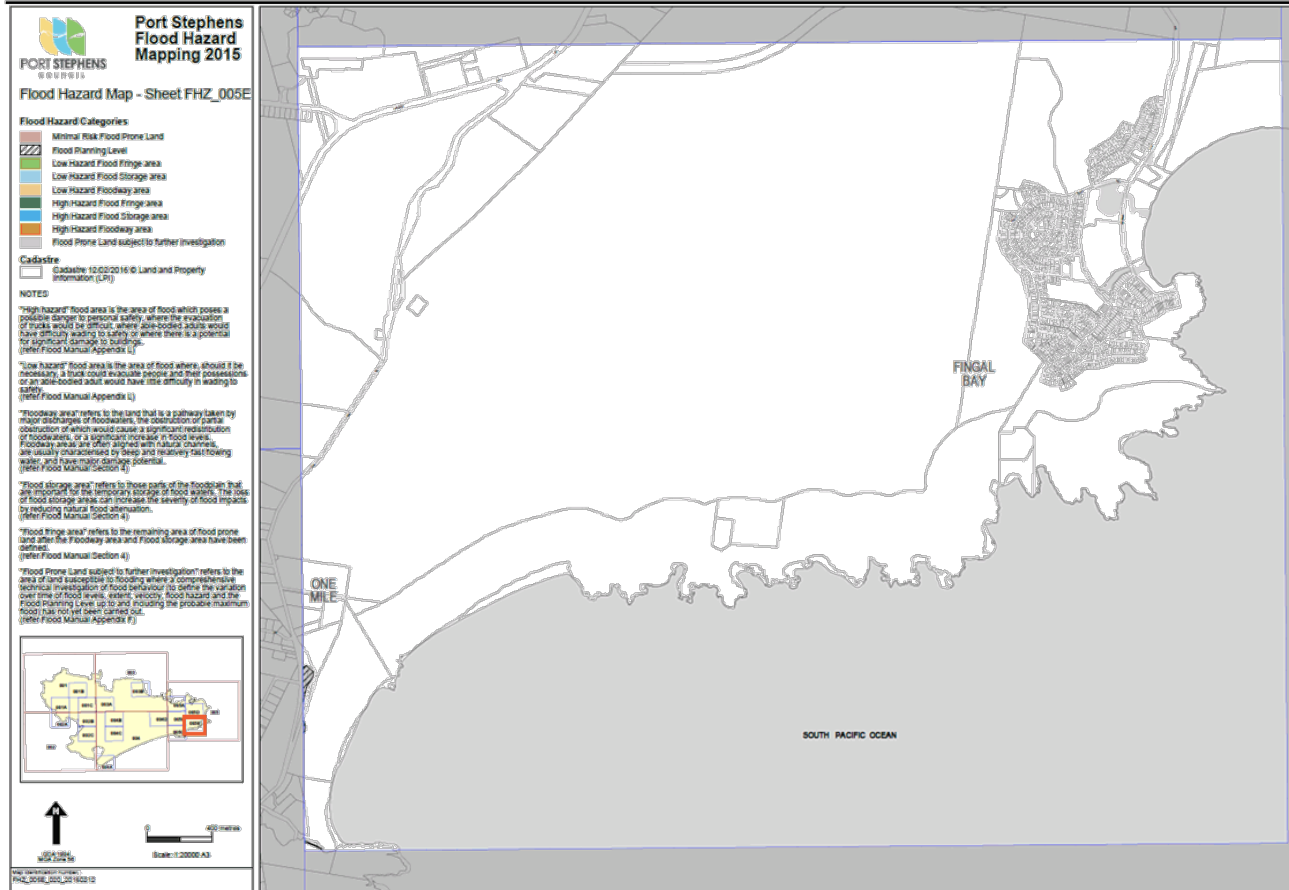 PORT STEPHENS
COUNCIL
Port Stephens
Flood Hazard
Mapping 2015
Flood Hazard Map - Sheet FHZ_005E
Flood Hazard Categories
Minimal Risk Flood Prone Land
Flood Planning Level
Low Hazard Flood Fringe area
Low Hazard Flood Storage area
Low Hazard Floodway area
High Hazard Flood Fringe area
High Hazard Flood Storage area
High Hazard Floodway area
Flood Prone Land subject to further investigation
Cadastre
Cadastre 12/02/2016 © Land and Property
Information (LPI)
NOTES
"High hazard" flood area is the area of flood which poses a
possible danger to personal safety, where the evacuation
of trucks would be difficult, where able-bodied adults would
have difficulty wading to safety or where there is a potential
for significant damage to buildings.
(refer Flood Manual Appendix L)
"Low hazard" flood area is the area of flood where, should it be
necessary, a truck could evacuate people and their possessions
or an able-bodied adult would have little difficulty in wading to
safety.
(refer Flood Manual Appendix L)
"Floodway area" refers to the land that is a pathway taken by
major discharges of floodwaters, the obstruction or partial
obstruction of which would cause a significant redistribution
of floodwaters, or a significant increase in flood levels.
Floodway areas are often aligned with natural channels,
are usually characterised by deep and relatively fast flowing
water, and have major damage potential.
(refer Flood Manual Section 4)
"Flood storage area" refers to those parts of the floodplain that
are important for the temporary storage of flood waters. The loss
of flood storage areas can increase the severity of flood impacts
by reducing natural flood attenuation.
(refer Flood Manual Section 4)
"Flood fringe area" refers to the remaining area of flood prone
land after the Floodway area and Flood storage area have been
defined.
(refer Flood Manual Section 4)
"Flood Prone Land subject to further investigation" refers to the
area of land susceptible to flooding where a comprehensive
technical investigation of flood behaviour (to define the variation
over time of flood levels, extent, velocity, flood hazard and the
Flood Planning Level up to and including the probable maximum
flood) has not yet been carried out.
(refer Flood Manual Appendix F)
N
GDA 1994
MGA Zone 56
0 400 metres
Scale 1:20000 A3
Map identification number:
FHZ_005E_020_20160212
FINGAL
BAY
ONE
MILE
SOUTH PACIFIC OCEAN